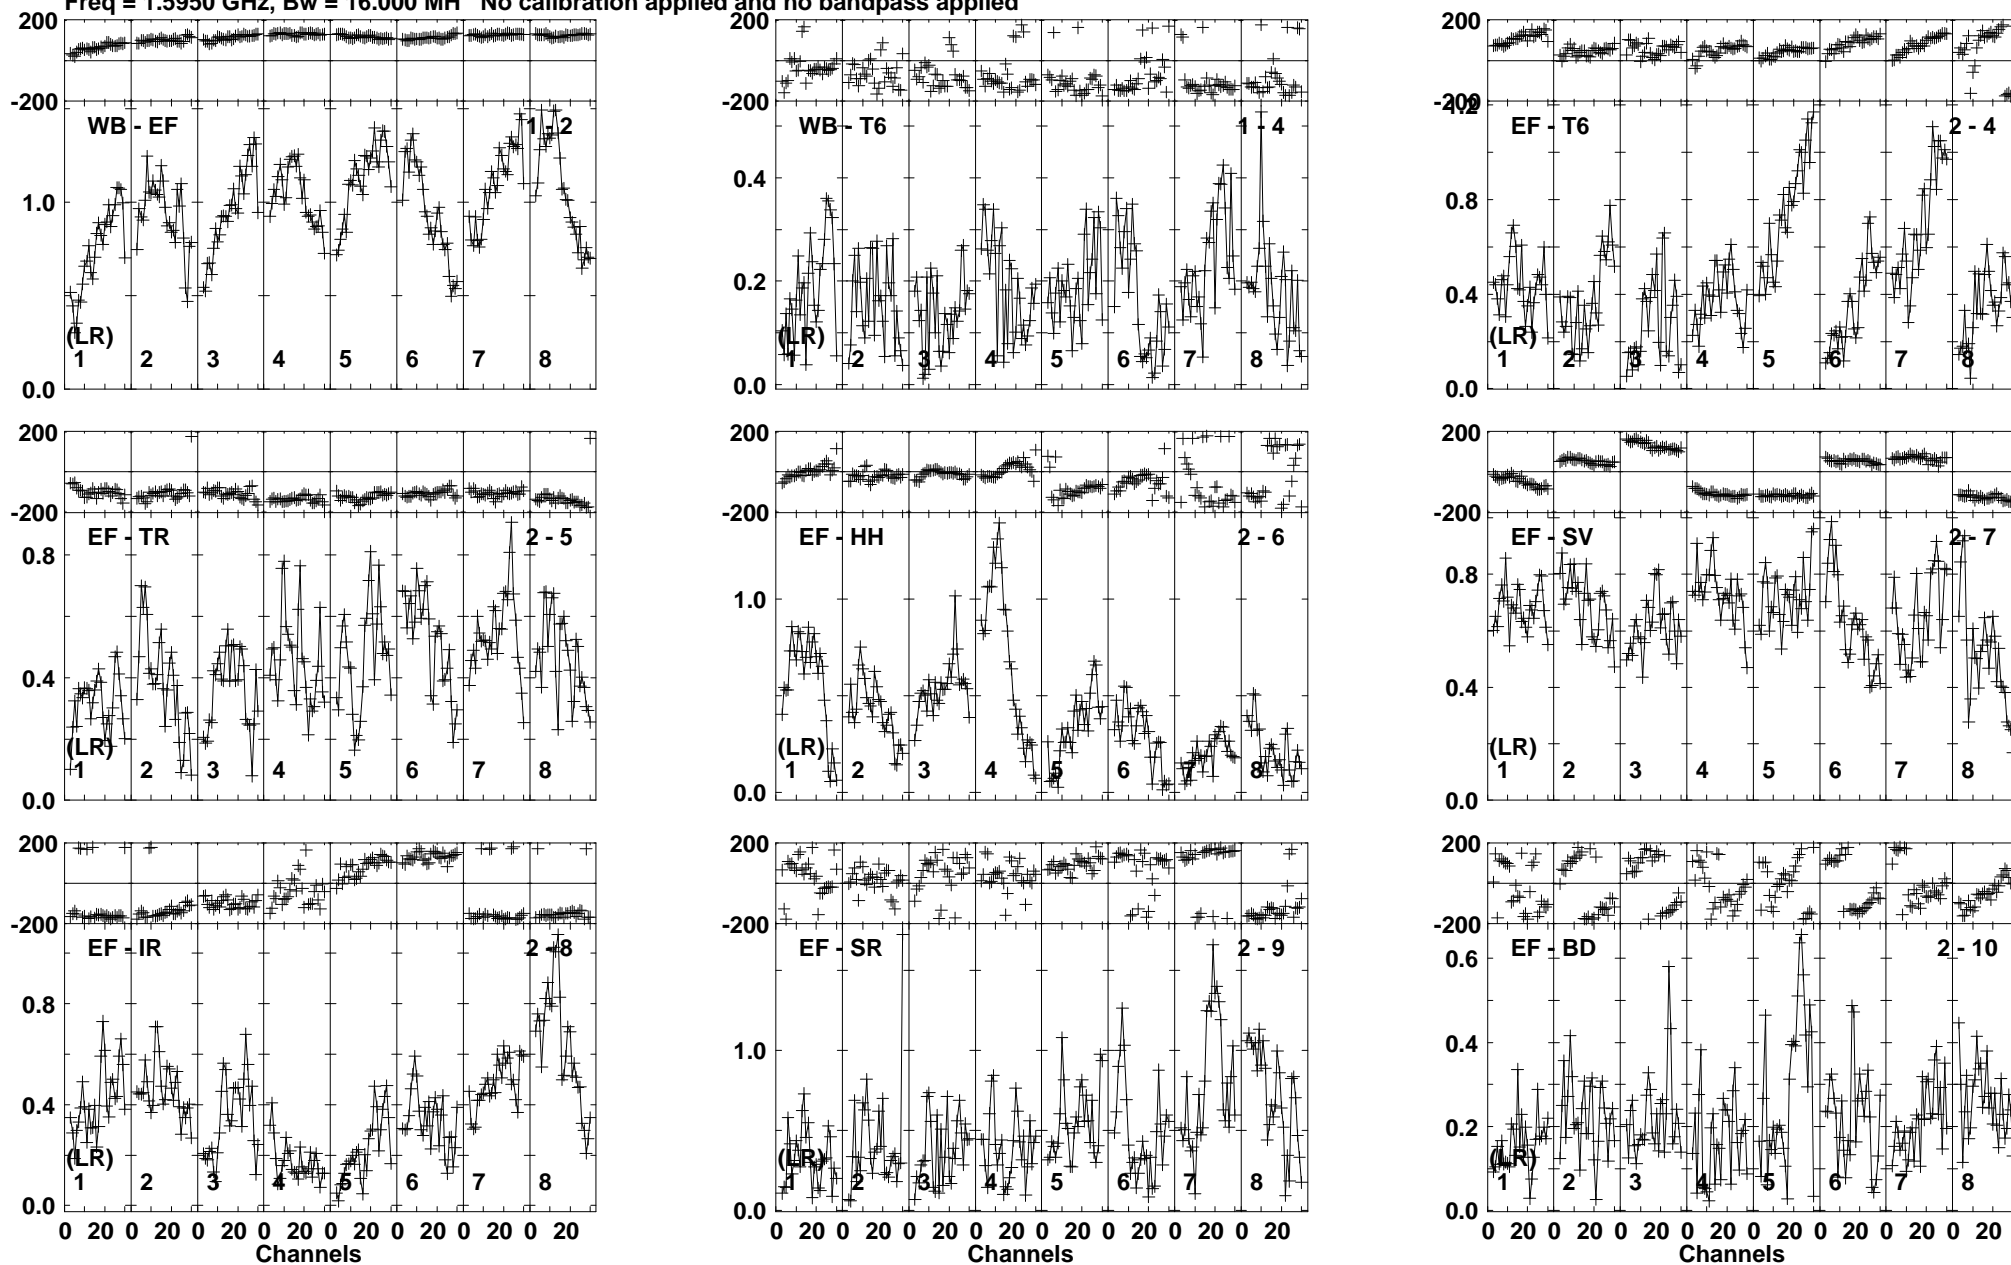 Freq = 1.5950 GHz, Bw = 16.000 MH No calibration applied and no bandpass applied
200 200 200
-200 -200 -200
WB - EF 1 - 2 WB - T6 1 - 4 1.2 EF - T6 2 - 4
1.0 0.4 0.8
0.2 0.4
(LR) (LR) (LR)
1 2 3 4 5 6 7 8 1 2 3 4 5 6 7 8 1 2 3 4 5 6 7 8
0.0 0.0 0.0
200 200 200
-200 -200 -200
EF - TR 2 - 5 EF - HH 2 - 6 EF - SV 2 - 7
0.8 1.0 0.8
0.4 0.4
(LR) (LR) (LR)
1 2 3 4 5 6 7 8 1 2 3 4 5 6 7 8 1 2 3 4 5 6 7 8
0.0 0.0 0.0
200 200 200
-200 -200 -200
EF - IR 2 - 8 EF - SR 2 - 9 EF - BD 2 - 10
0.8 1.0 0.6
0.4 0.4
0.2
(LR) (LR) (LR)
1 2 3 4 5 6 7 8 1 2 3 4 5 6 7 8 1 2 3 4 5 6 7 8
0.0 0.0 0.0
0 20 0 20 0 20 0 20 0 20 0 20 0 20 0 20 0 20 0 20 0 20 0 20 0 20 0 20 0 20 0 20 0 20 0 20 0 20 0 20 0 20 0 20 0 20 0 20
Channels Channels Channels